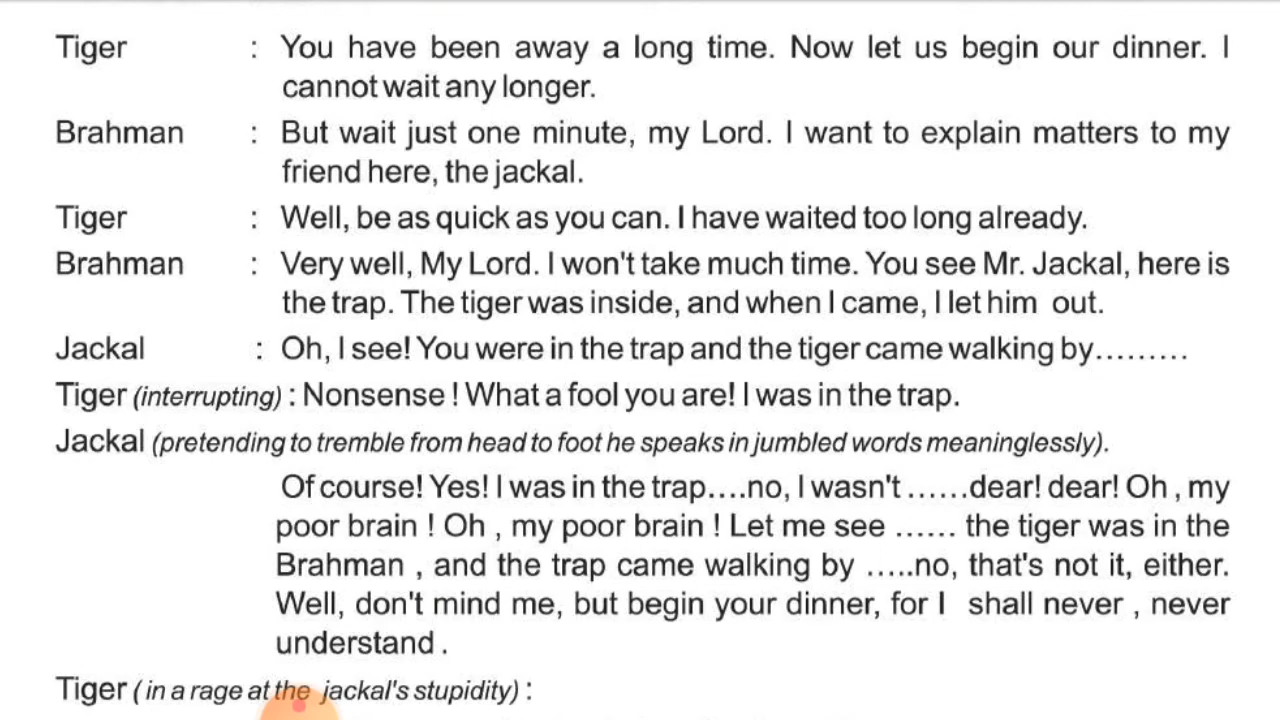 Tiger : You have been away a long time. Now let us begin our dinner. I
cannot wait any longer.
Brahman : But wait just one minute, my Lord. I want to explain matters to my
friend here, the jackal.
Tiger : Well, be as quick as you can. I have waited too long already.
Brahman : Very well, My Lord. I won't take much time. You see Mr. Jackal, here is
the trap. The tiger was inside, and when I came, I let him out.
Jackal : Oh, I see! You were in the trap and the tiger came walking by.........
Tiger (interrupting) : Nonsense ! What a fool you are! I was in the trap.
Jackal (pretending to tremble from head to foot he speaks in jumbled words meaninglessly).
Of course! Yes! I was in the trap....no, I wasn't ......dear! dear! Oh , my
poor brain ! Oh , my poor brain ! Let me see ...... the tiger was in the
Brahman , and the trap came walking by .....no, that's not it, either.
Well, don't mind me, but begin your dinner, for I shall never , never
understand .
Tiger ( in a rage at the jackal's stupidity) :